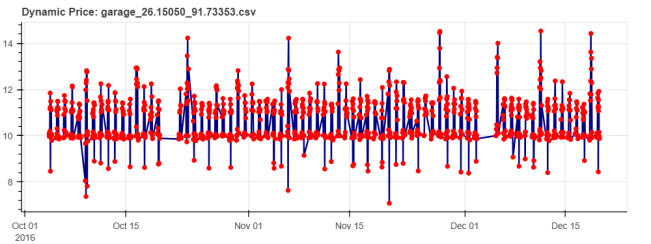 Dynamic Price: garage_26.15050_91.73353.csv
14
12
10
8
Oct 01
2016
Oct 15
Nov 01
Nov 15
Dec 01
Dec 15